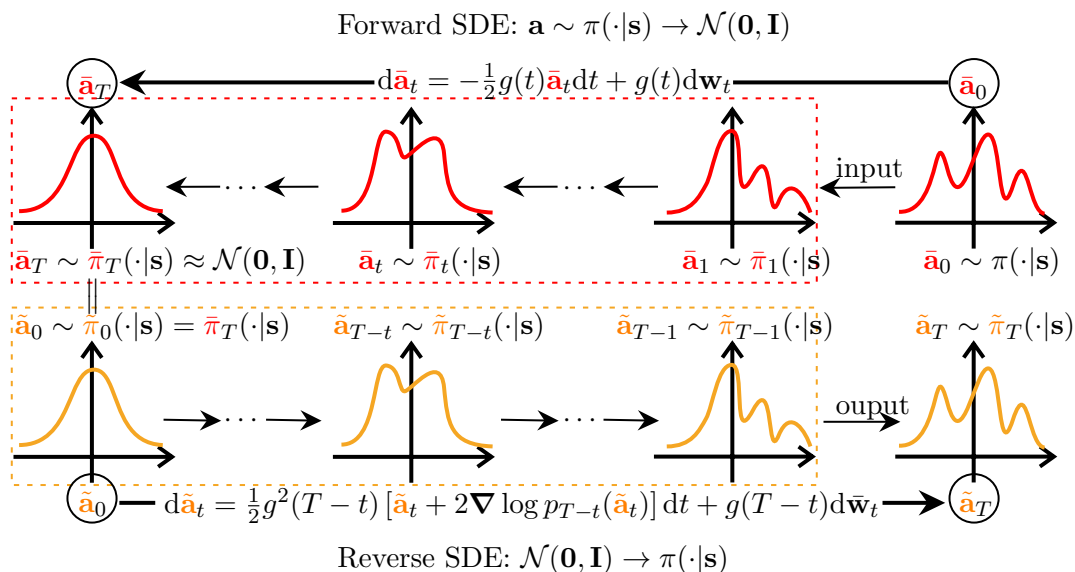 Forward SDE: a ∼ π(·|s) → N(0, I)
ā_T
dā_t = −½g(t)ā_tdt + g(t)dw_t
ā_0
··· ··· input
ā_T ∼ π̄_T(·|s) ≈ N(0, I) ā_t ∼ π̄_t(·|s) ā_1 ∼ π̄_1(·|s) ā_0 ∼ π(·|s)
||
ã_0 ∼ π̃_0(·|s) = π̄_T(·|s) ã_{T−t} ∼ π̃_{T−t}(·|s) ã_{T−1} ∼ π̃_{T−1}(·|s) ã_T ∼ π̃_T(·|s)
··· ··· ouput
ã_0
dã_t = ½g²(T − t) [ã_t + 2∇ log p_{T−t}(ã_t)] dt + g(T − t)dw̄_t
ã_T
Reverse SDE: N(0, I) → π(·|s)